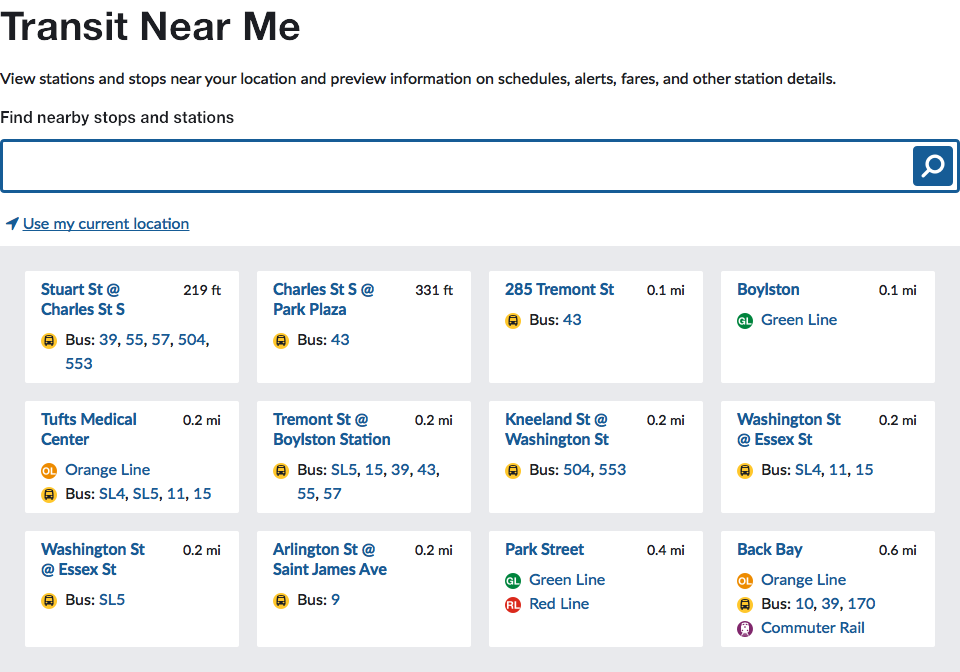 Transit Near Me
View stations and stops near your location and preview information on schedules, alerts, fares, and other station details.
Find nearby stops and stations
Use my current location
Stuart St @ 219 ft
Charles St S
Bus: 39, 55, 57, 504,
553
Charles St S @ 331 ft
Park Plaza
Bus: 43
285 Tremont St 0.1 mi
Bus: 43
Boylston 0.1 mi
GL Green Line
Tufts Medical 0.2 mi
Center
OL Orange Line
Bus: SL4, SL5, 11, 15
Tremont St @ 0.2 mi
Boylston Station
Bus: SL5, 15, 39, 43,
55, 57
Kneeland St @ 0.2 mi
Washington St
Bus: 504, 553
Washington St 0.2 mi
@ Essex St
Bus: SL4, 11, 15
Washington St 0.2 mi
@ Essex St
Bus: SL5
Arlington St @ 0.2 mi
Saint James Ave
Bus: 9
Park Street 0.4 mi
GL Green Line
RL Red Line
Back Bay 0.6 mi
OL Orange Line
Bus: 10, 39, 170
Commuter Rail